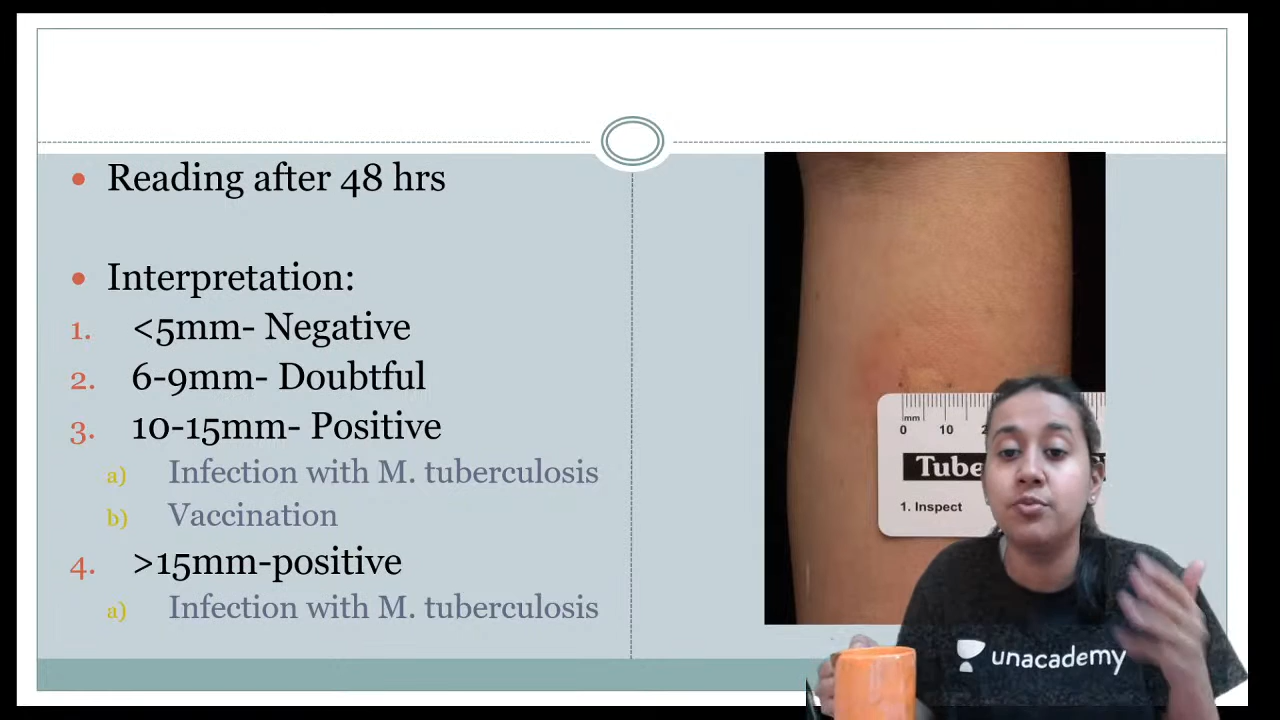 Reading after 48 hrs
Interpretation:
1. <5mm- Negative
2. 6-9mm- Doubtful
3. 10-15mm- Positive
a) Infection with M. tuberculosis
b) Vaccination
4. >15mm-positive
a) Infection with M. tuberculosis
mm
0 10
1. Inspect
unacademy